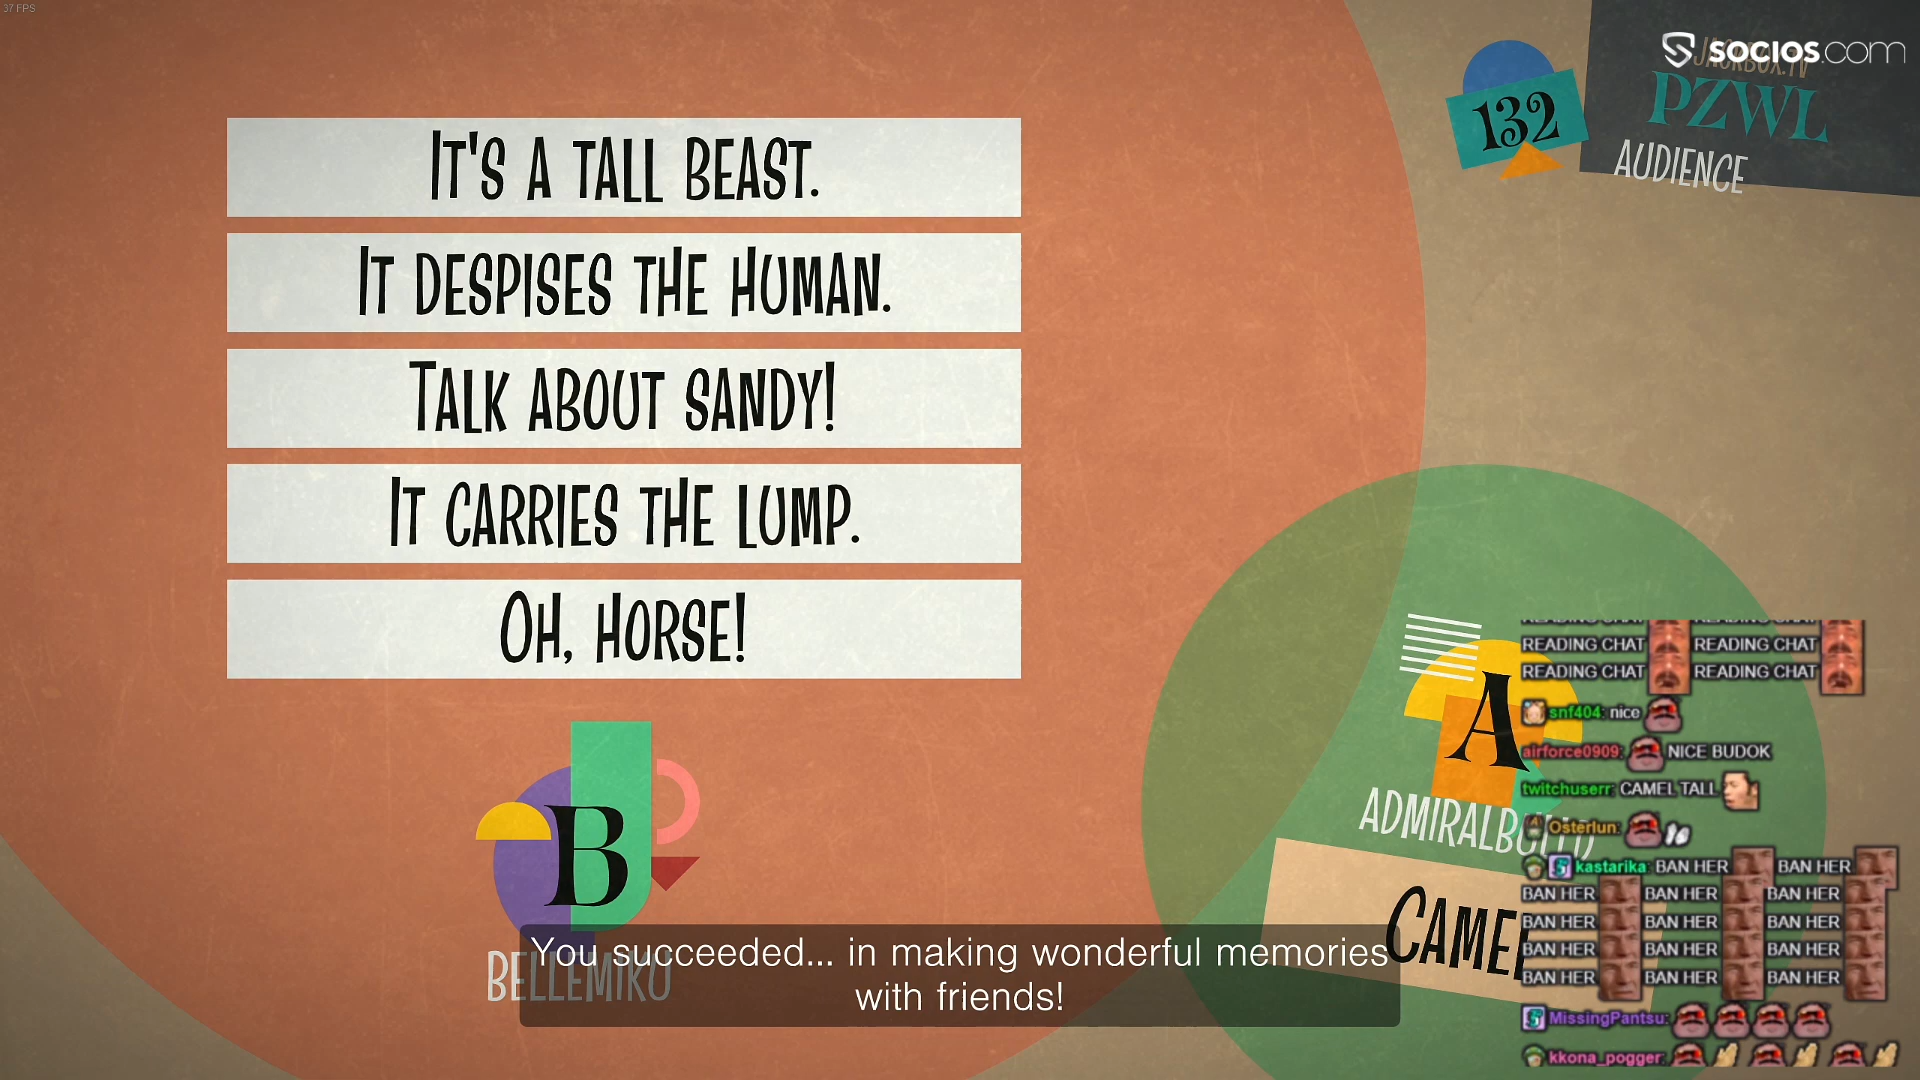 37 FPS
SOCIOS.com
JACKBOX.TV
132
PZWL
AUDIENCE
IT'S A TALL BEAST.
IT DESPISES THE HUMAN.
TALK ABOUT SANDY!
IT CARRIES THE LUMP.
OH, HORSE!
B
BELLEMIKU
A
You succeeded... in making wonderful memories
with friends!
READING CHAT READING CHAT
READING CHAT READING CHAT
snf404: nice
airforce0909: NICE BUDOK
twitchuserr: CAMEL TALL
Osterlun:
kastarika: BAN HER BAN HER
BAN HER BAN HER BAN HER
BAN HER BAN HER BAN HER
BAN HER BAN HER BAN HER
BAN HER BAN HER BAN HER
MissingPantsu:
kkona_pogger: